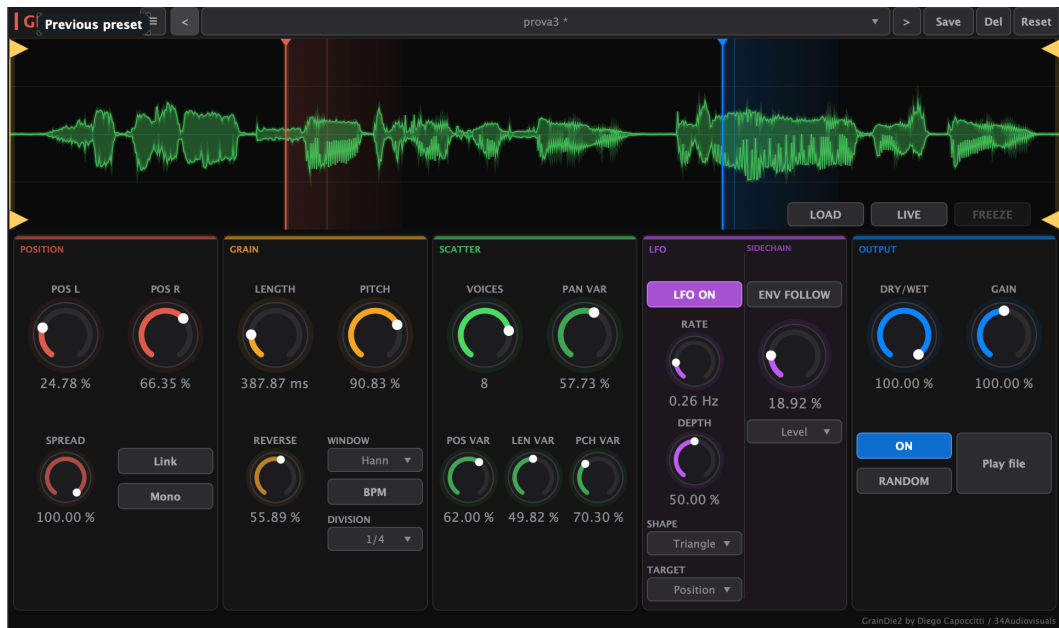 Previous preset
<
prova3 *
>
Save
Del
Reset
LOAD
LIVE
FREEZE
POSITION
POS L
POS R
24.78 %
66.35 %
SPREAD
100.00 %
Link
Mono
GRAIN
LENGTH
PITCH
387.87 ms
90.83 %
REVERSE
55.89 %
WINDOW
Hann
BPM
DIVISION
1/4
SCATTER
VOICES
PAN VAR
8
57.73 %
POS VAR
LEN VAR
PCH VAR
62.00 %
49.82 %
70.30 %
LFO
LFO ON
RATE
0.26 Hz
DEPTH
50.00 %
SHAPE
Triangle
TARGET
Position
SIDECHAIN
ENV FOLLOW
18.92 %
Level
OUTPUT
DRY/WET
GAIN
100.00 %
100.00 %
ON
RANDOM
Play file
GrainDie2 by Diego Capoccitti / 34Audiovisuals